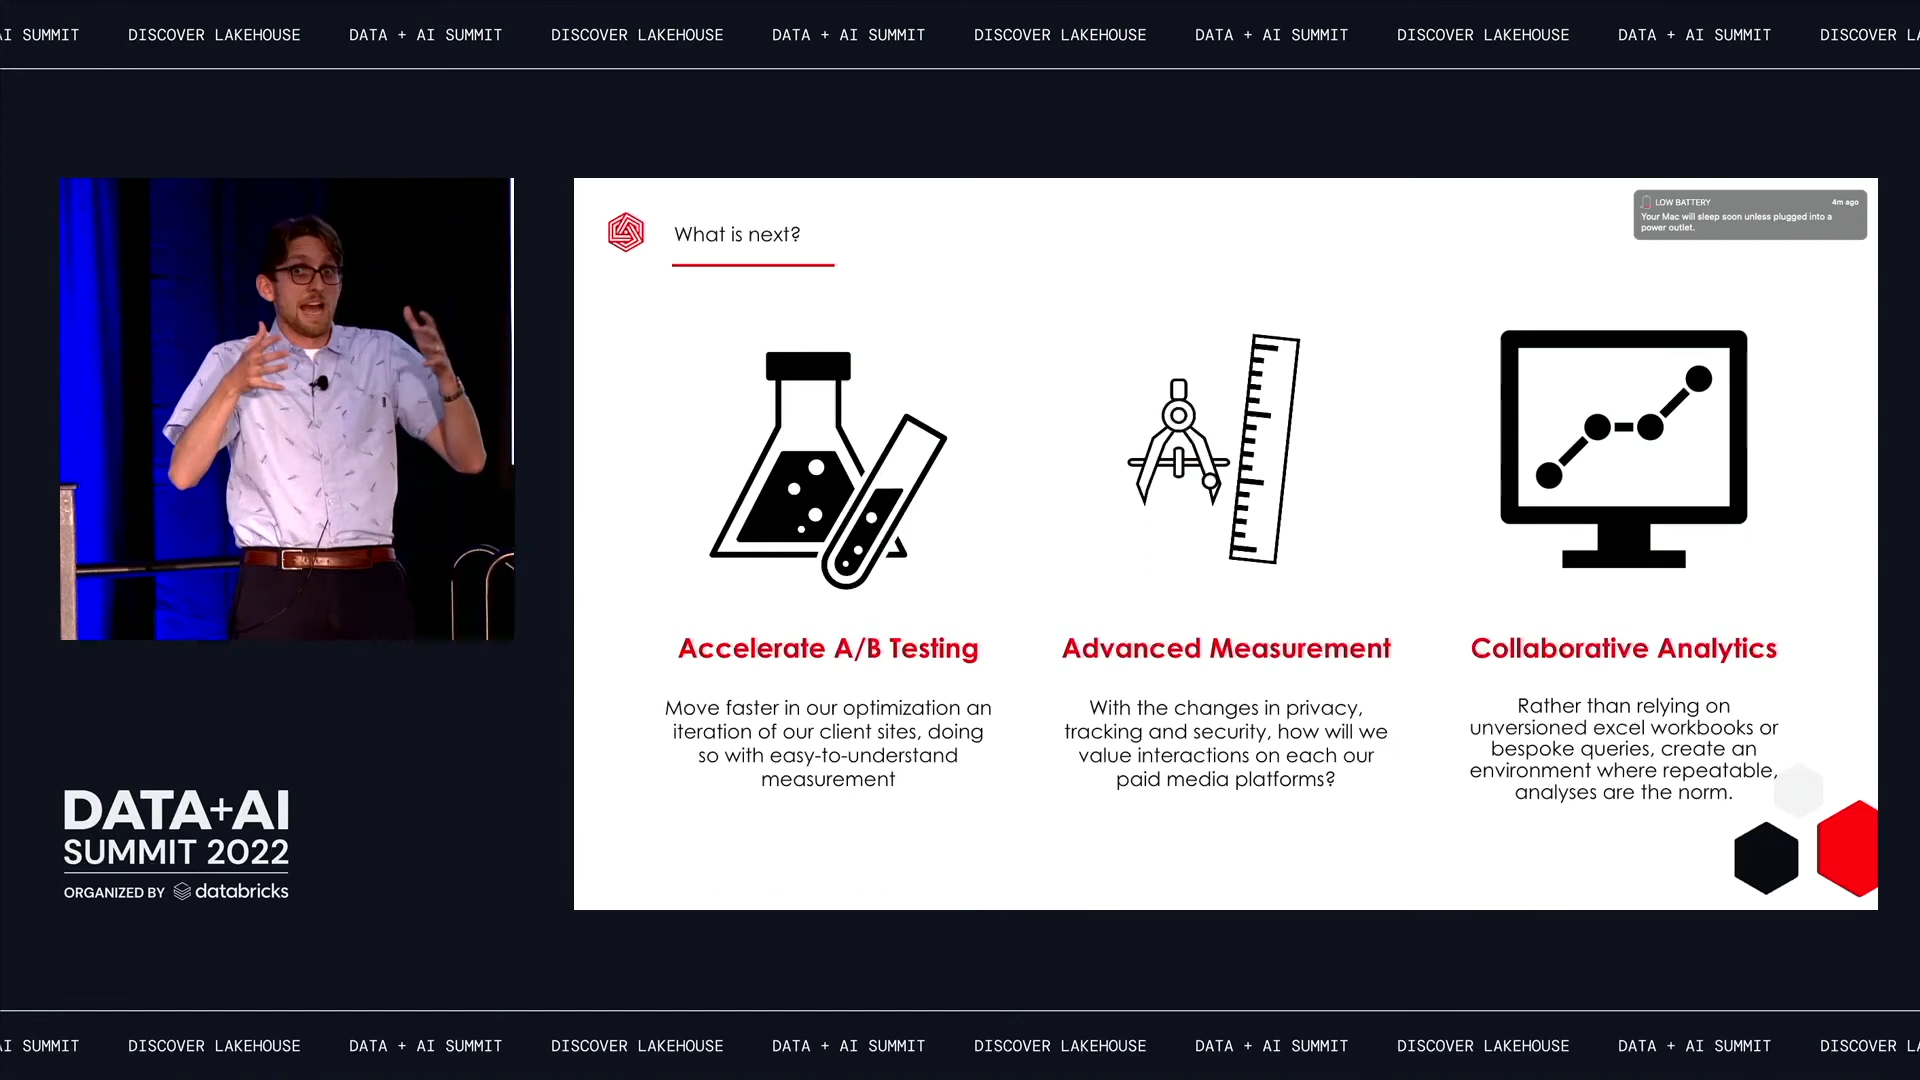 AI SUMMIT DISCOVER LAKEHOUSE DATA + AI SUMMIT DISCOVER LAKEHOUSE DATA + AI SUMMIT DISCOVER LAKEHOUSE DATA + AI SUMMIT DISCOVER LAKEHOUSE DATA + AI SUMMIT DISCOVER LA
What is next?
LOW BATTERY 4m ago
Your Mac will sleep soon unless plugged into a
power outlet.
Accelerate A/B Testing
Move faster in our optimization an
iteration of our client sites, doing
so with easy-to-understand
measurement
Advanced Measurement
With the changes in privacy,
tracking and security, how will we
value interactions on each our
paid media platforms?
Collaborative Analytics
Rather than relying on
unversioned excel workbooks or
bespoke queries, create an
environment where repeatable,
analyses are the norm.
DATA+AI
SUMMIT 2022
ORGANIZED BY databricks
AI SUMMIT DISCOVER LAKEHOUSE DATA + AI SUMMIT DISCOVER LAKEHOUSE DATA + AI SUMMIT DISCOVER LAKEHOUSE DATA + AI SUMMIT DISCOVER LAKEHOUSE DATA + AI SUMMIT DISCOVER LA